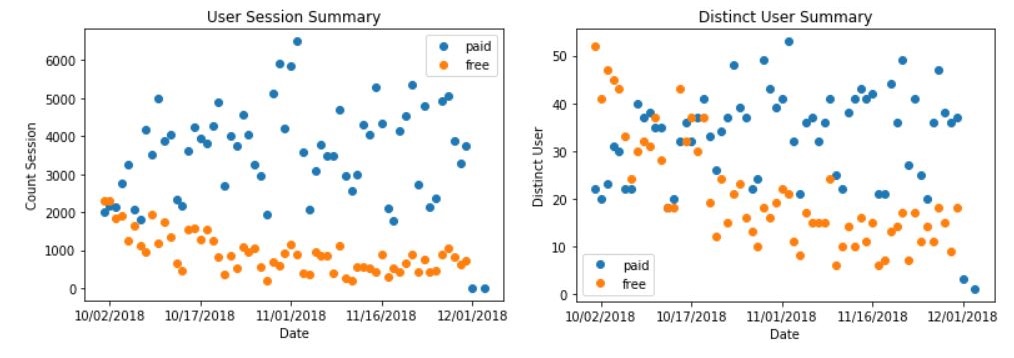 User Session Summary
Count Session
6000
5000
4000
3000
2000
1000
0
paid
free
10/02/2018 10/17/2018 11/01/2018 11/16/2018 12/01/2018
Date
Distinct User Summary
Distinct User
50
40
30
20
10
0
paid
free
10/02/2018 10/17/2018 11/01/2018 11/16/2018 12/01/2018
Date